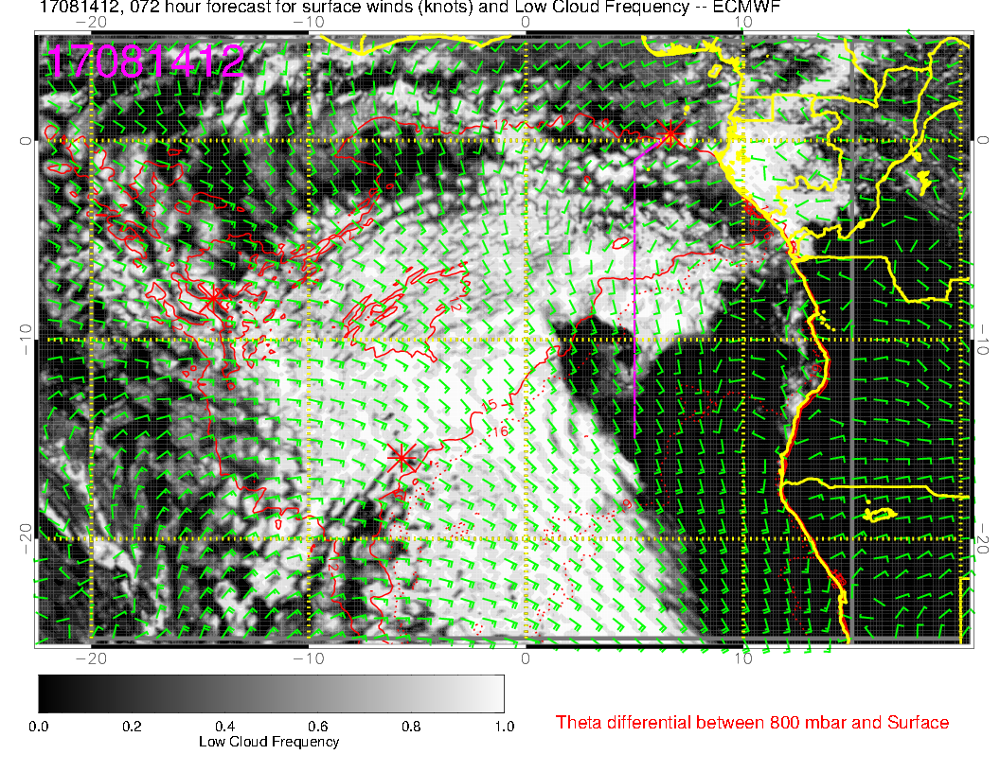 17081412, 072 hour forecast for surface winds (knots) and Low Cloud Frequency -- ECMWF
−20 −10 0 10
17081412
12
0 0
12
−10 −10
15
16
9
−20 −20
12
−20 −10 0 10
0.0 0.2 0.4 0.6 0.8 1.0
Low Cloud Frequency
Theta differential between 800 mbar and Surface